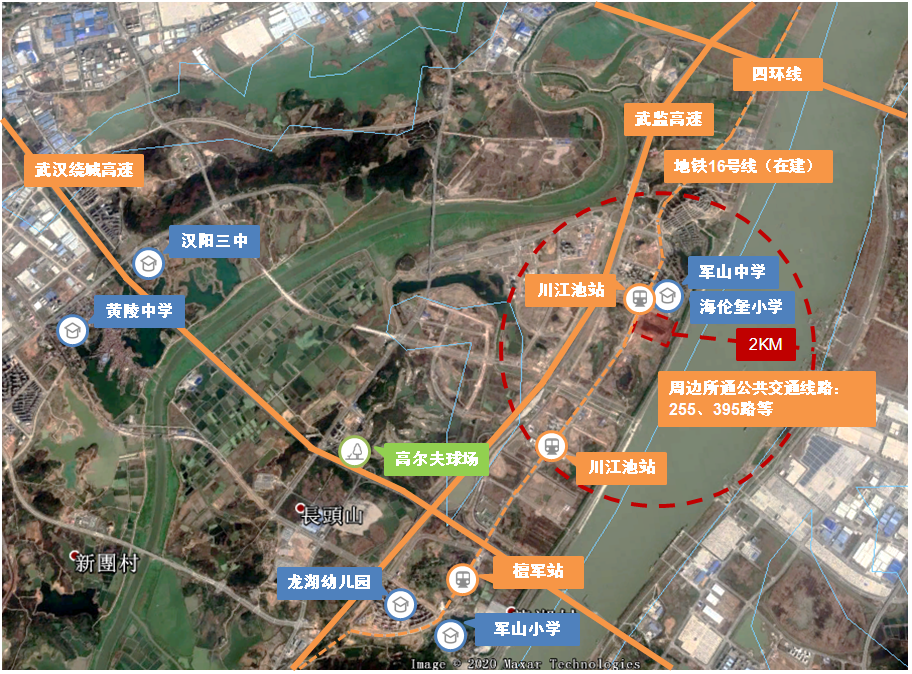 四环线
武监高速
地铁16号线（在建）
武汉绕城高速
汉阳三中
军山中学
川江池站
海伦堡小学
黄陵中学
2KM
周边所通公共交通线路：
255、395路等
高尔夫球场
川江池站
長頭山
新團村
檀军站
龙湖幼儿园
军山小学
Image © 2020 Maxar Technologies